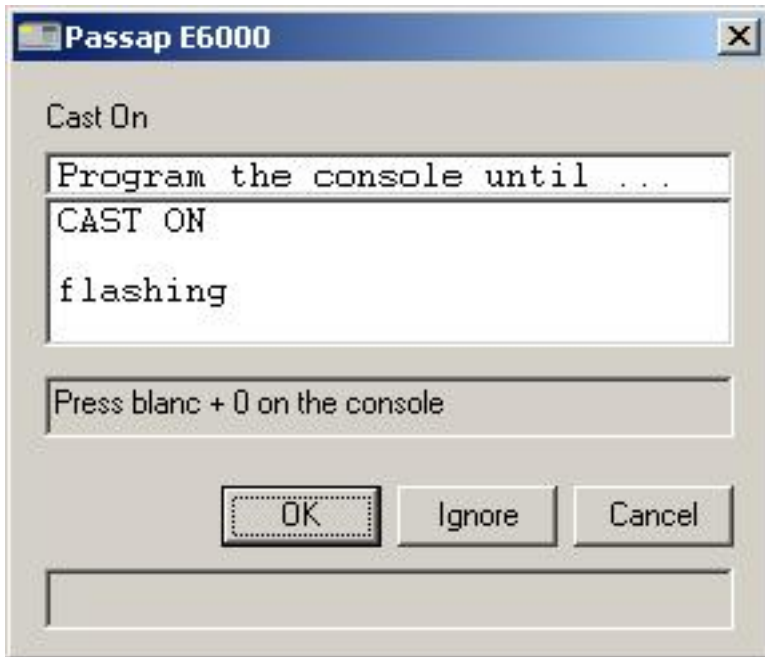 Passap E6000
Cast On
Program the console until ...
CAST ON
flashing
Press blanc + 0 on the console
OK Ignore Cancel